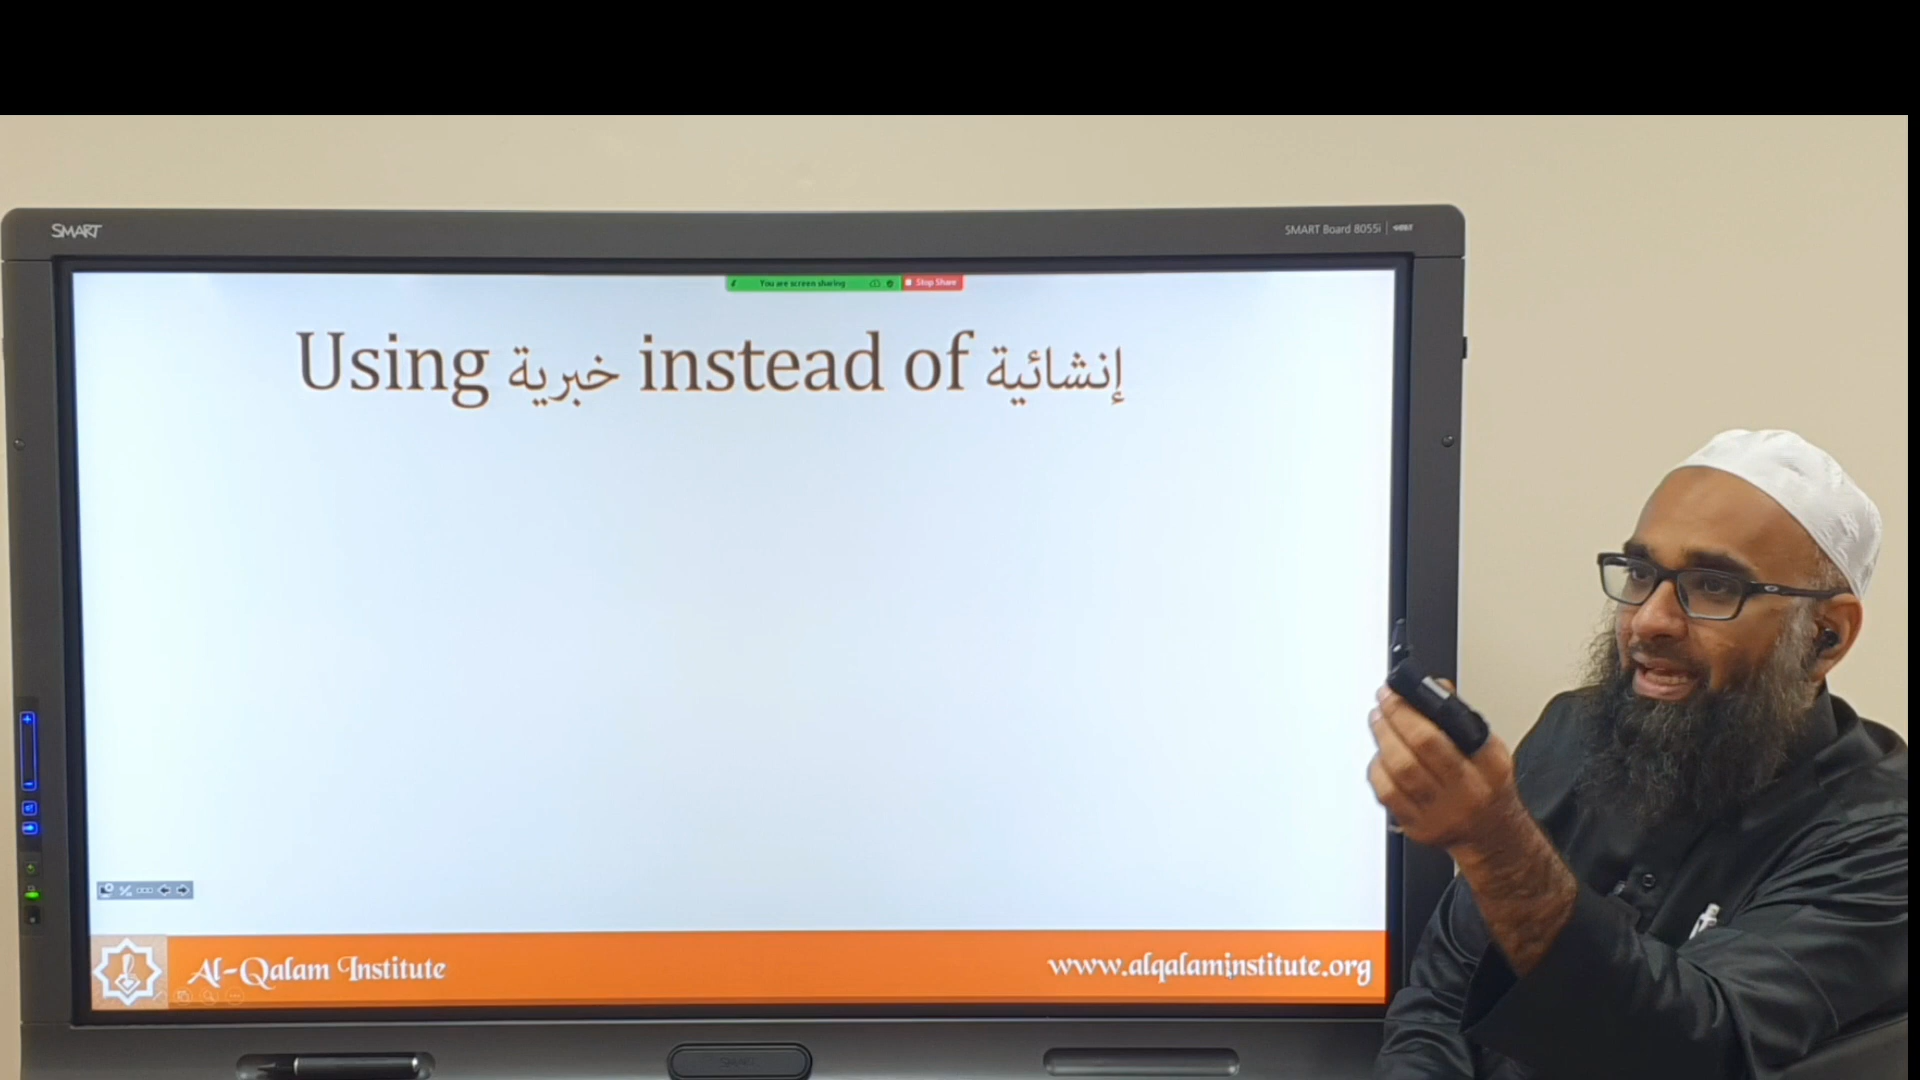 SMART
SMART Board 8055i
You are screen sharing
Stop Share
Using خبرية instead of إنشائية
Al-Qalam Institute
www.alqalaminstitute.org